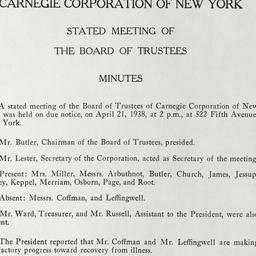 CARNEGIE CORPORATION OF NEW YORK
STATED MEETING OF
THE BOARD OF TRUSTEES
MINUTES
A stated meeting of the Board of Trustees of Carnegie Corporation of New
was held on due notice, on April 21, 1938, at 2 p.m., at 522 Fifth Avenue
York.
Mr. Butler, Chairman of the Board of Trustees, presided.
Mr. Lester, Secretary of the Corporation, acted as Secretary of the meeting
Present: Mrs. Miller, Messrs. Arbuthnot, Butler, Church, James, Jessup
ey, Keppel, Merriam, Osborn, Page, and Root.
Absent: Messrs. Coffman, and Leffingwell.
Mr. Ward, Treasurer, and Mr. Russell, Assistant to the President, were also
ent.
The President reported that Mr. Coffman and Mr. Leffingwell are making
factory progress toward recovery from illness.